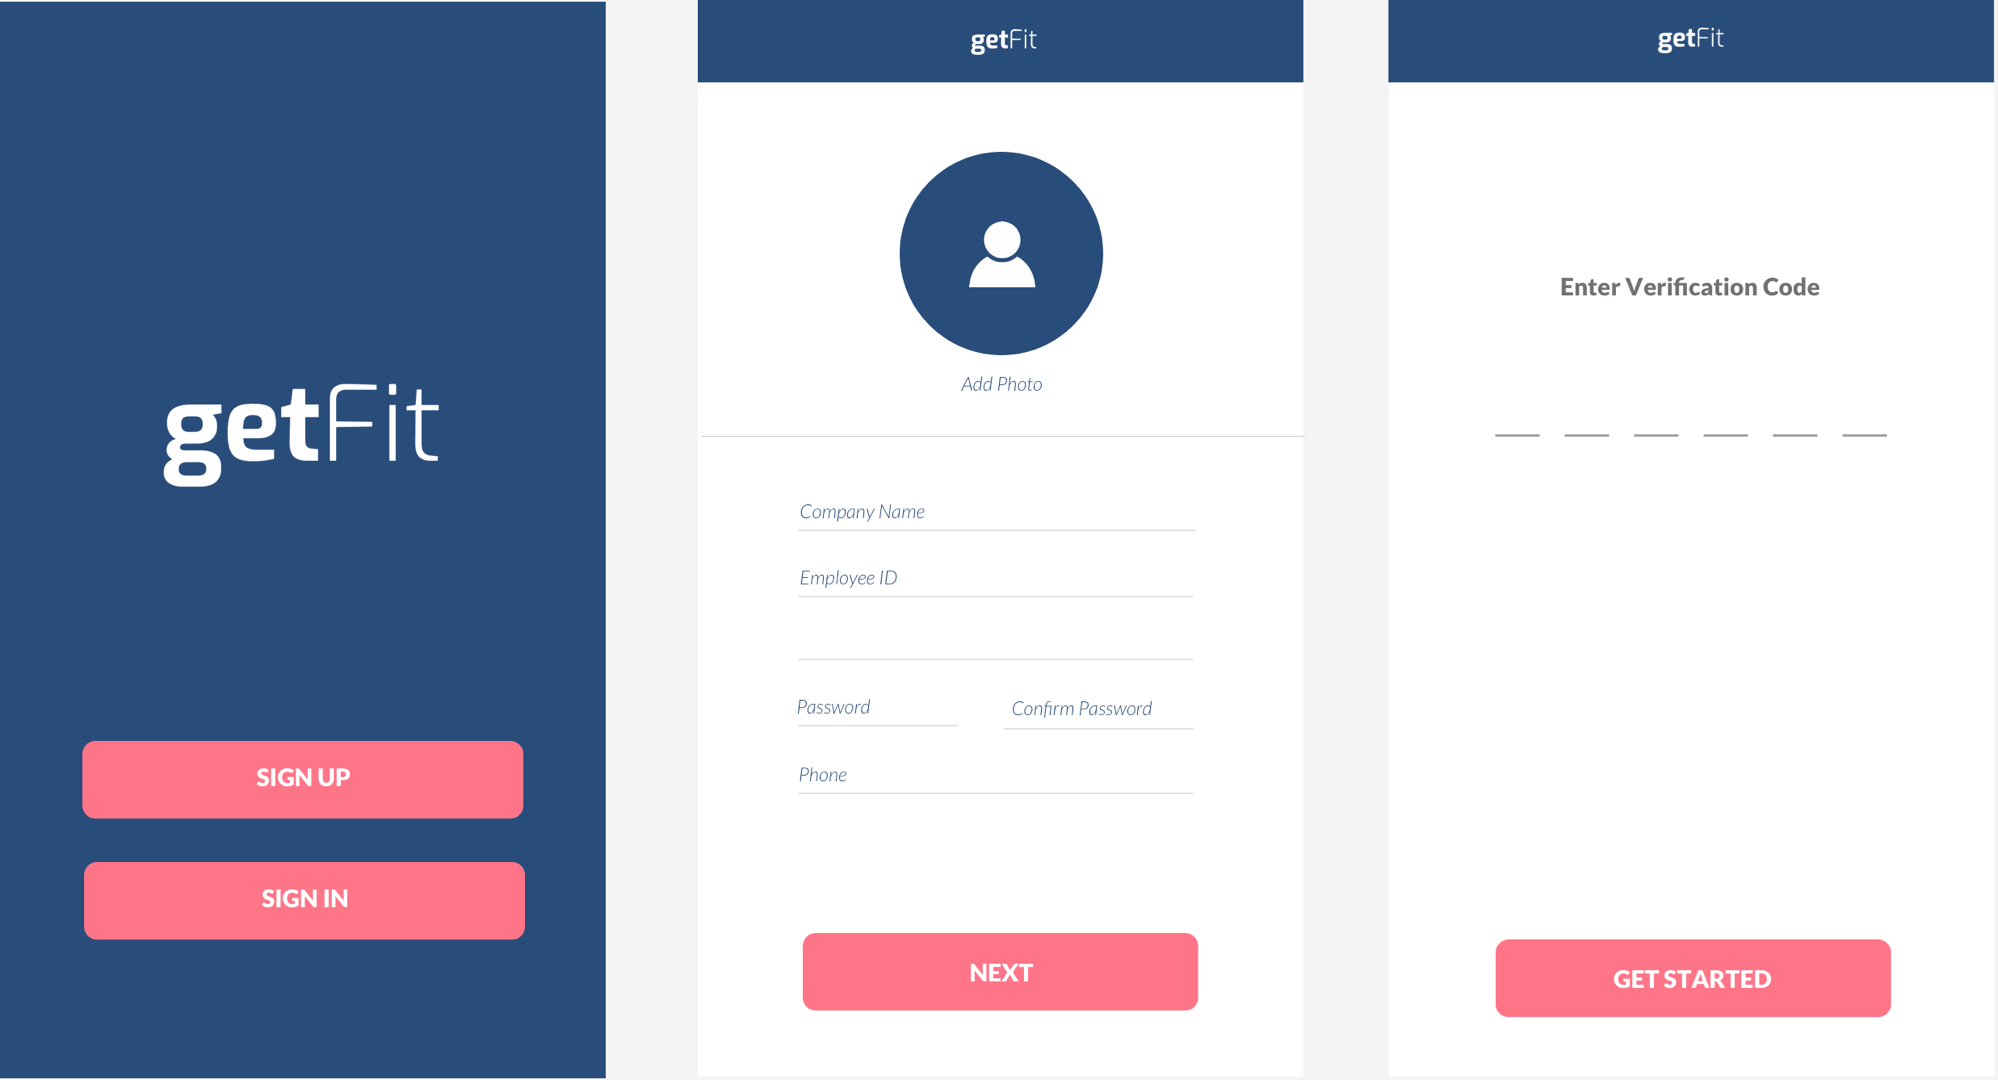 getFit
SIGN UP
SIGN IN
getFit
Add Photo
Company Name
Employee ID
Password
Confirm Password
Phone
NEXT
getFit
Enter Verification Code
GET STARTED